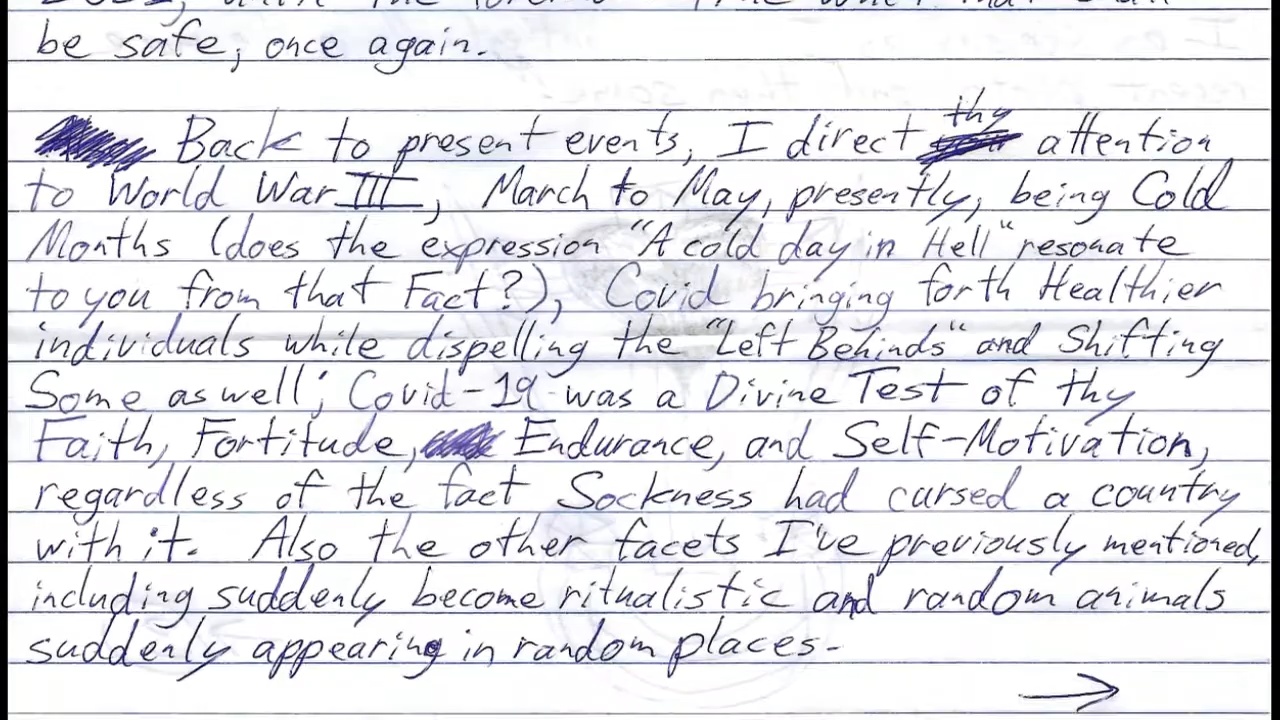 be safe, once again.
Back to present events, I direct thy attention
to World War III, March to May, presently, being Cold
Months (does the expression "A cold day in Hell" resonate
to you from that Fact?), Covid bringing forth Healthier
individuals while dispelling the "Left Behinds" and Shifting
Some as well; Covid-19 was a Divine Test of thy
Faith, Fortitude, Endurance, and Self-Motivation,
regardless of the fact Sockness had cursed a country
with it. Also the other facets I've previously mentioned,
including suddenly become ritualistic and random animals
suddenly appearing in random places.